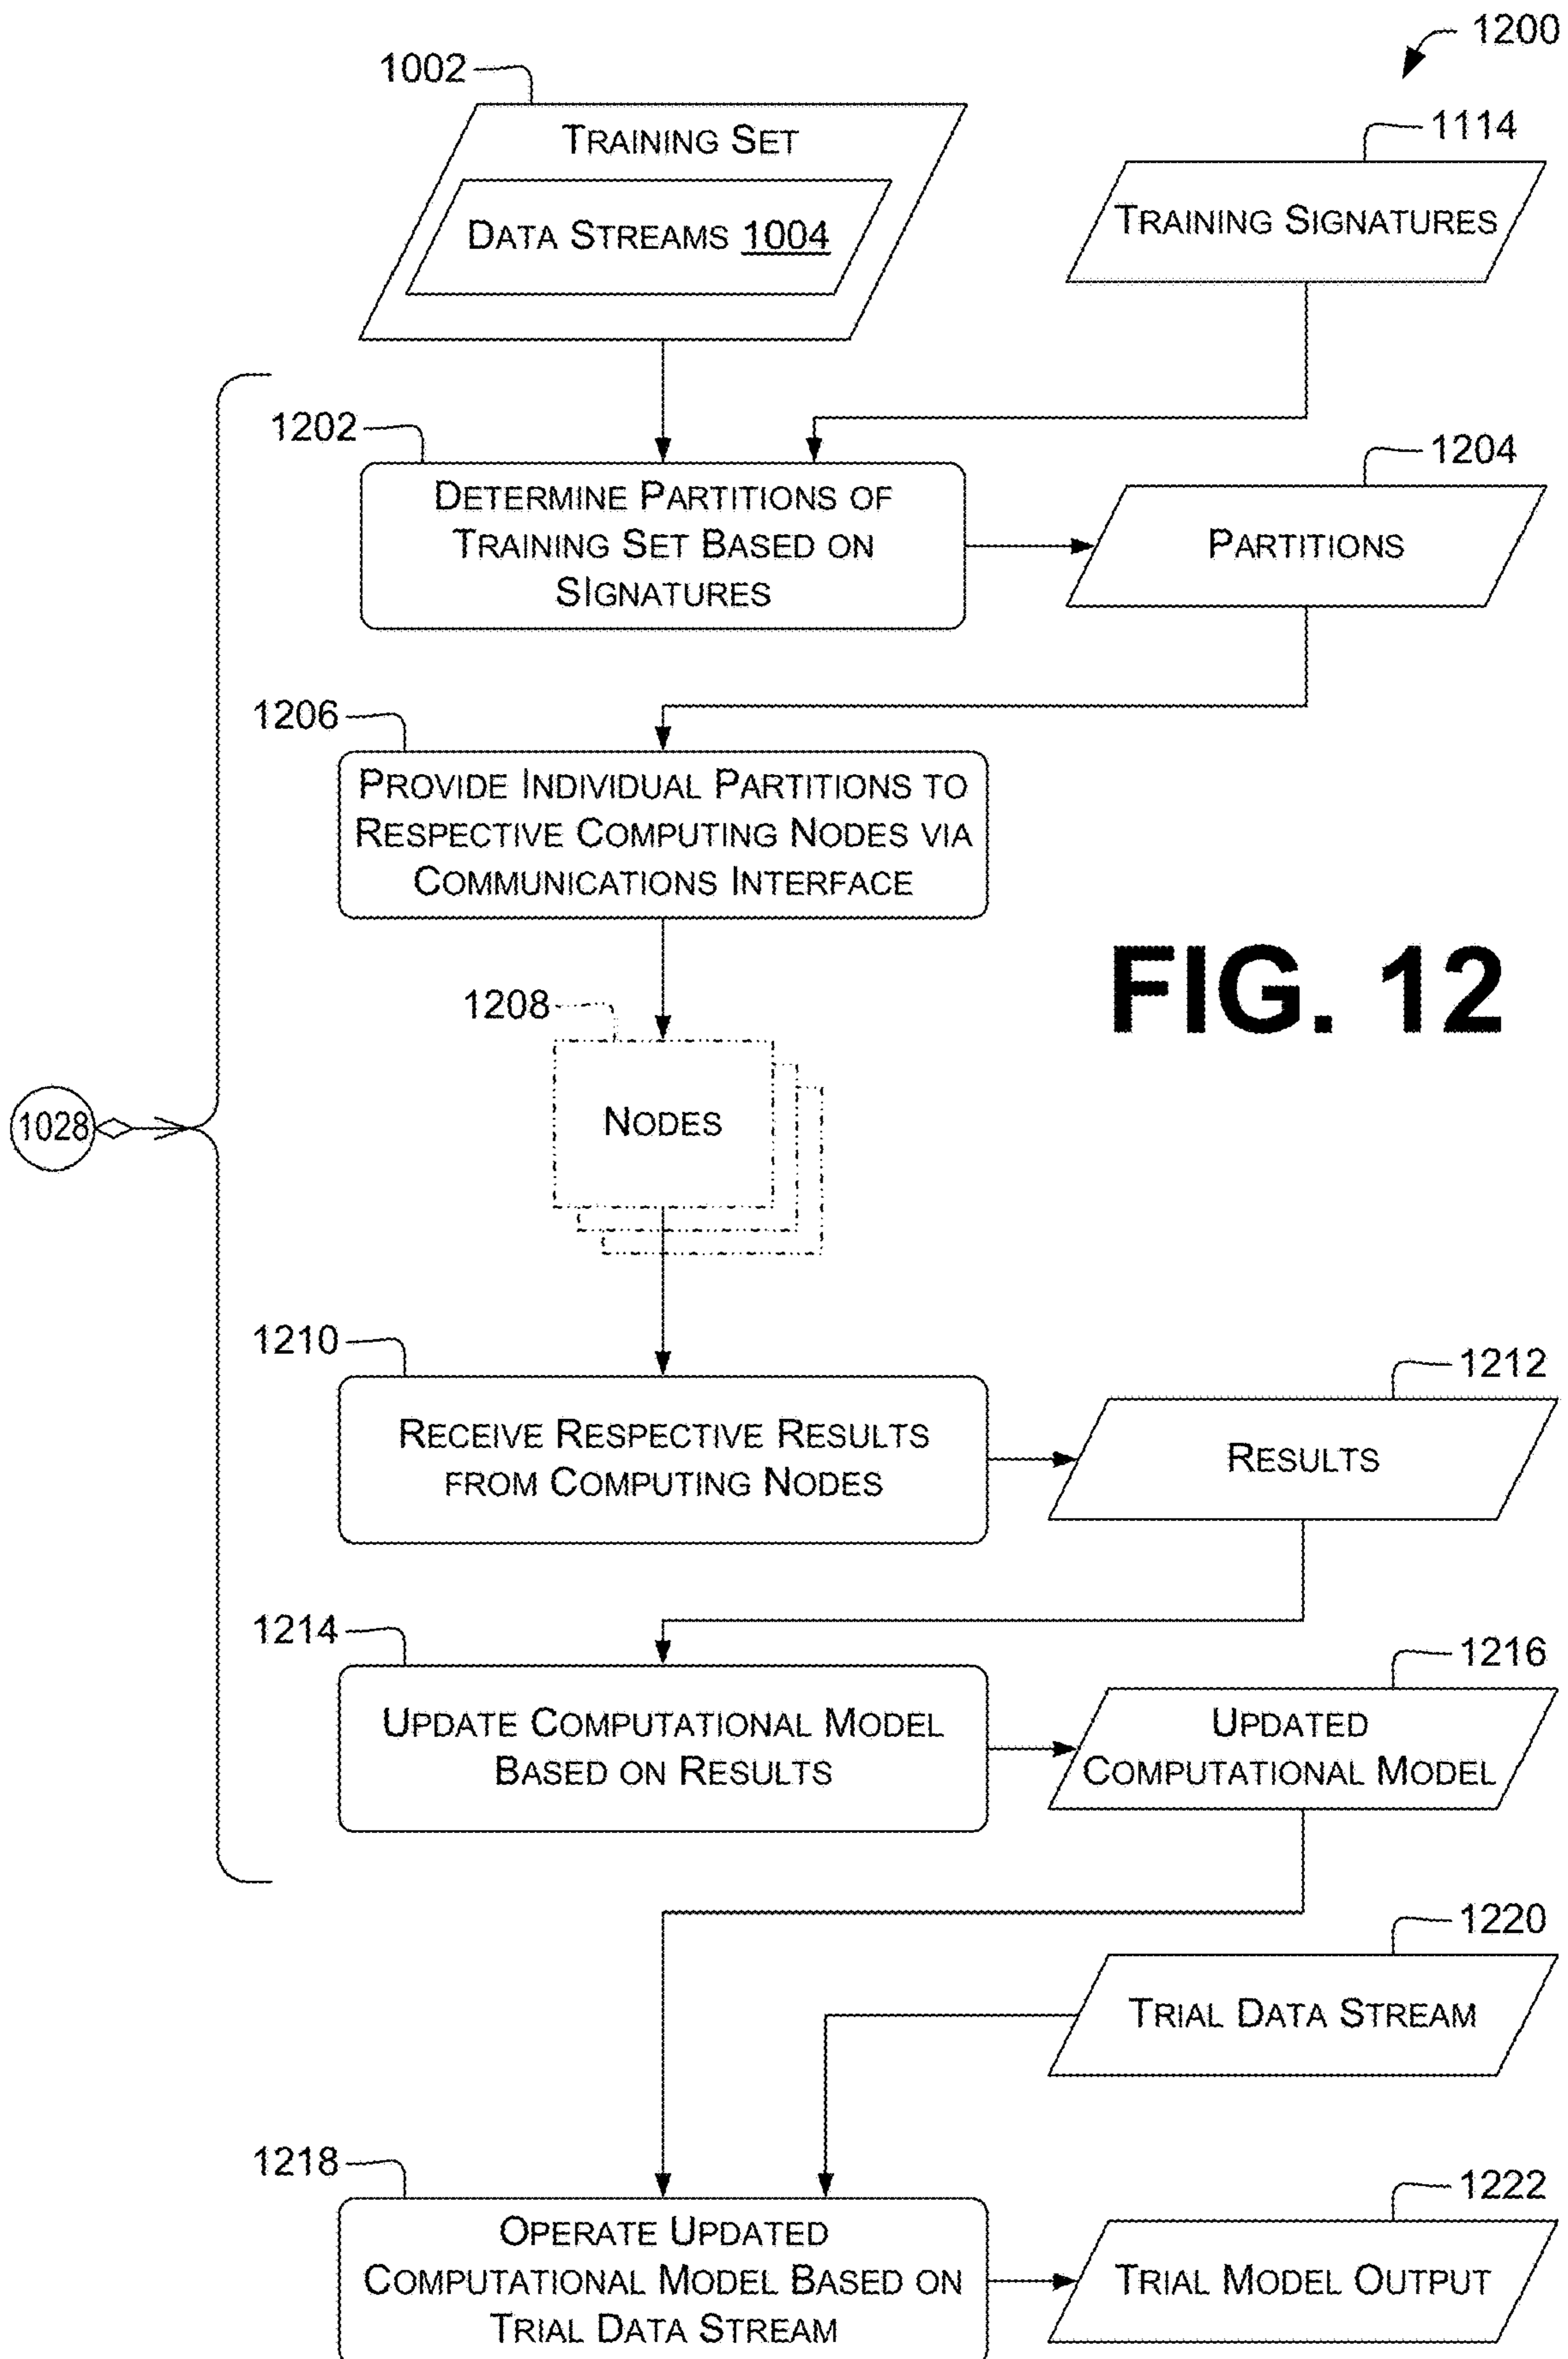 1200
1002
TRAINING SET
DATA STREAMS 1004
1114
TRAINING SIGNATURES
1202
DETERMINE PARTITIONS OF
TRAINING SET BASED ON
SIGNATURES
1204
PARTITIONS
1206
PROVIDE INDIVIDUAL PARTITIONS TO
RESPECTIVE COMPUTING NODES VIA
COMMUNICATIONS INTERFACE
FIG. 12
1208
NODES
1028
1210
RECEIVE RESPECTIVE RESULTS
FROM COMPUTING NODES
1212
RESULTS
1214
UPDATE COMPUTATIONAL MODEL
BASED ON RESULTS
1216
UPDATED
COMPUTATIONAL MODEL
1220
TRIAL DATA STREAM
1218
OPERATE UPDATED
COMPUTATIONAL MODEL BASED ON
TRIAL DATA STREAM
1222
TRIAL MODEL OUTPUT